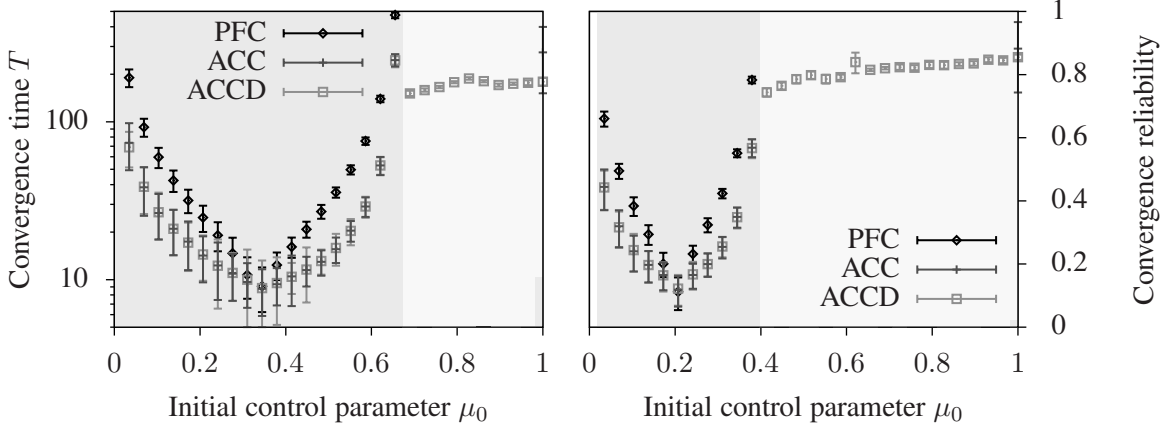 Convergence time T
100
10
PFC
ACC
ACCD
0
0.2
0.4
0.6
0.8
1
Initial control parameter μ₀
PFC
ACC
ACCD
0
0.2
0.4
0.6
0.8
1
Initial control parameter μ₀
1
0.8
0.6
0.4
0.2
0
Convergence reliability